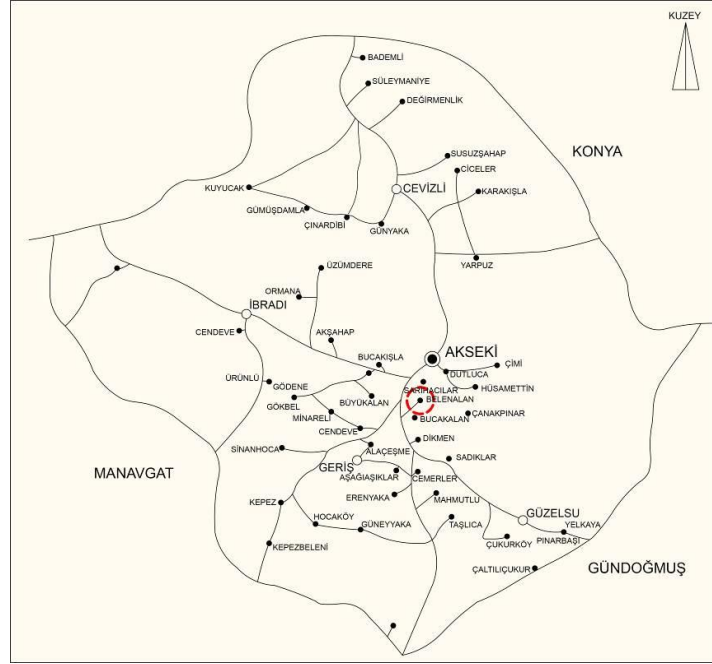 KUZEY
BADEMLİ
SÜLEYMANİYE
DEĞİRMENLİK
KONYA
SUSUZŞAHAP
CİCELER
CEVİZLİ
KARAKIŞLA
KUYUCAK
GÜMÜŞDAMLA
ÇINARDİBİ
GÜNYAKA
YARPUZ
ÜZÜMDERE
ORMANA
İBRADI
CENDEVE
AKŞAHAP
AKSEKİ
BUCAKIŞLA
ÇİMİ
DUTLUCA
ÜRÜNLÜ
GÖDENE
SARIHACILAR
HÜSAMETTİN
BÜYÜKALAN
BELENALAN
GÖKBEL
MİNARELİ
BUCAKALAN
ÇANAKPINAR
CENDEVE
DİKMEN
SİNANHOCA
ALAÇEŞME
MANAVGAT
GERİŞ
SADIKLAR
AŞAĞIAŞIKLAR
CEMERLER
ERENYAKA
MAHMUTLU
KEPEZ
GÜZELSU
HOCAKÖY
GÜNEYYAKA
TAŞLICA
YELKAYA
PINARBAŞI
KEPEZBELENİ
ÇUKURKÖY
GÜNDOĞMUŞ
ÇALTILIÇUKUR